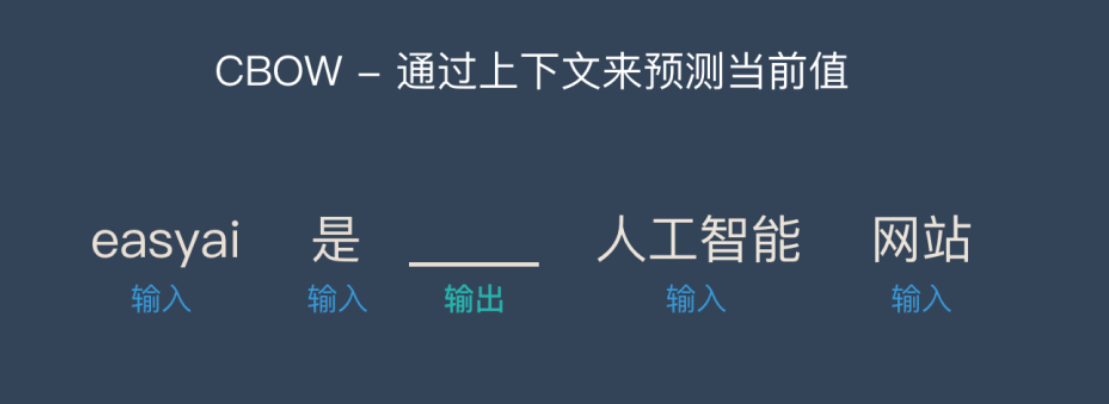 CBOW – 通过上下文来预测当前值
easyai 是 _____ 人工智能 网站
输入 输入 输出 输入 输入